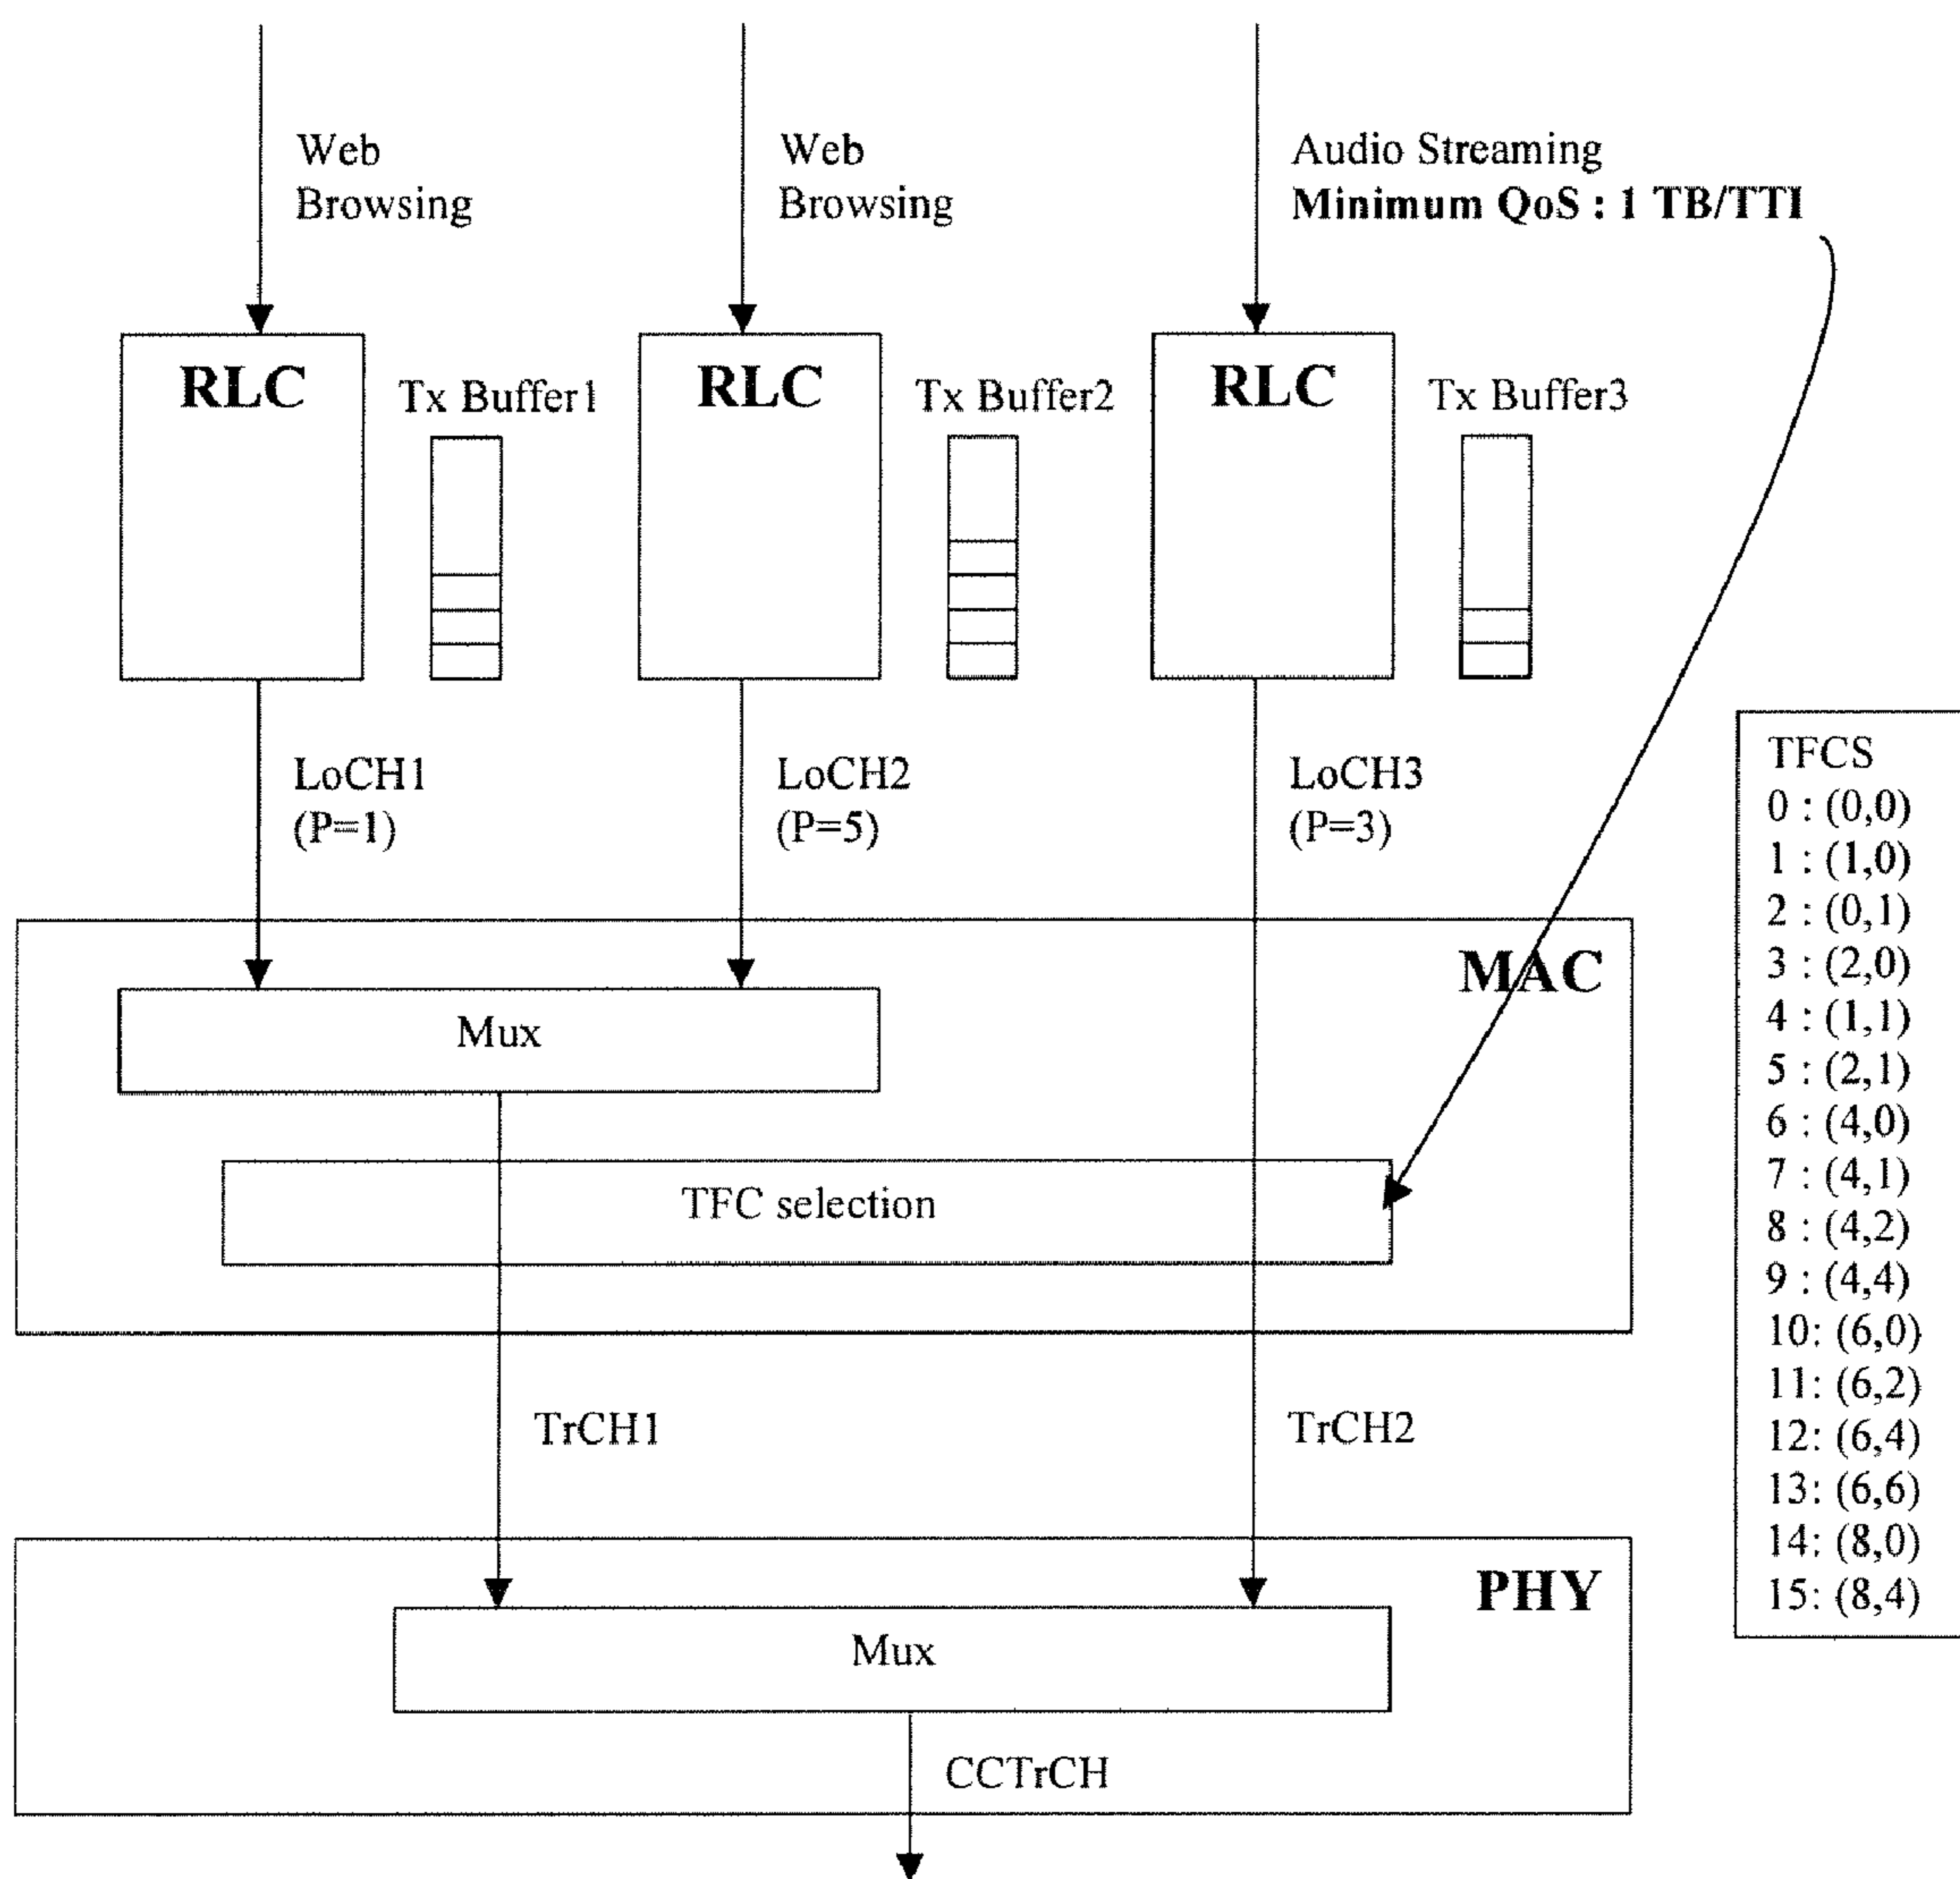 Web
Browsing
Web
Browsing
Audio Streaming
Minimum QoS : 1 TB/TTI
RLC
Tx Buffer1
RLC
Tx Buffer2
RLC
Tx Buffer3
LoCH1
(P=1)
LoCH2
(P=5)
LoCH3
(P=3)
TFCS
0 : (0,0)
1 : (1,0)
2 : (0,1)
3 : (2,0)
4 : (1,1)
5 : (2,1)
6 : (4,0)
7 : (4,1)
8 : (4,2)
9 : (4,4)
10: (6,0)
11: (6,2)
12: (6,4)
13: (6,6)
14: (8,0)
15: (8,4)
MAC
Mux
TFC selection
TrCH1
TrCH2
PHY
Mux
CCTrCH